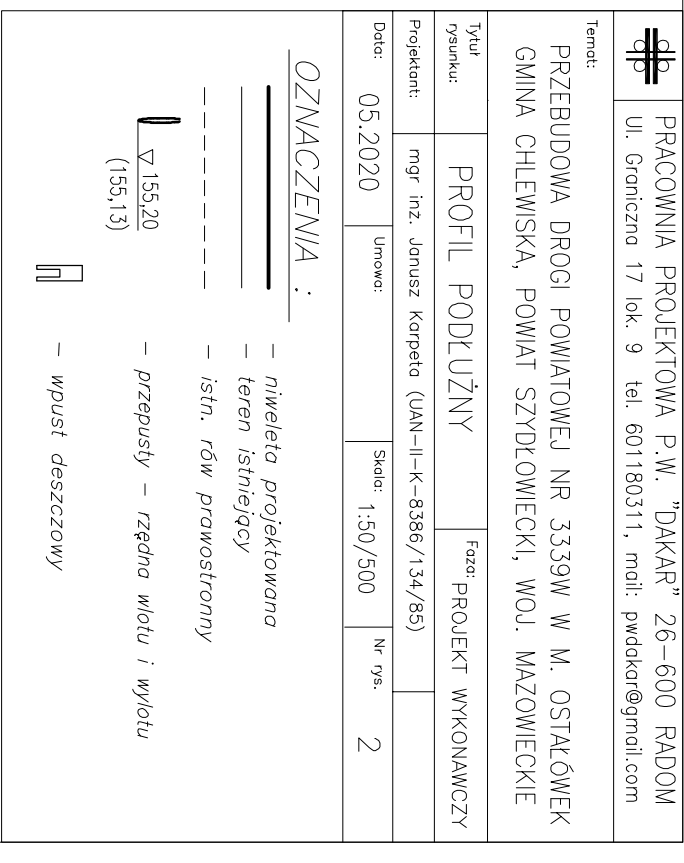 PRACOWNIA PROJEKTOWA P.W. "DAKAR" 26-600 RADOM
Ul. Graniczna 17 lok. 9 tel. 601180311, mail: pwdakar@gmail.com
Temat:
PRZEBUDOWA DROGI POWIATOWEJ NR 3339W W M. OSTAŁÓWEK
GMINA CHLEWISKA, POWIAT SZYDŁOWIECKI, WOJ. MAZOWIECKIE
Tytuł rysunku: PROFIL PODŁUŻNY Faza: PROJEKT WYKONAWCZY
Projektant: mgr inż. Janusz Karpeta (UAN-II-K-8386/134/85)
Data: 05.2020 Umowa: Skala: 1:50/500 Nr rys. 2
OZNACZENIA :
- niweleta projektowana
- teren istniejący
- istn. rów prawostronny
155,20
(155,13)
- przepusty - rzędna wlotu i wylotu
- wpust deszczowy